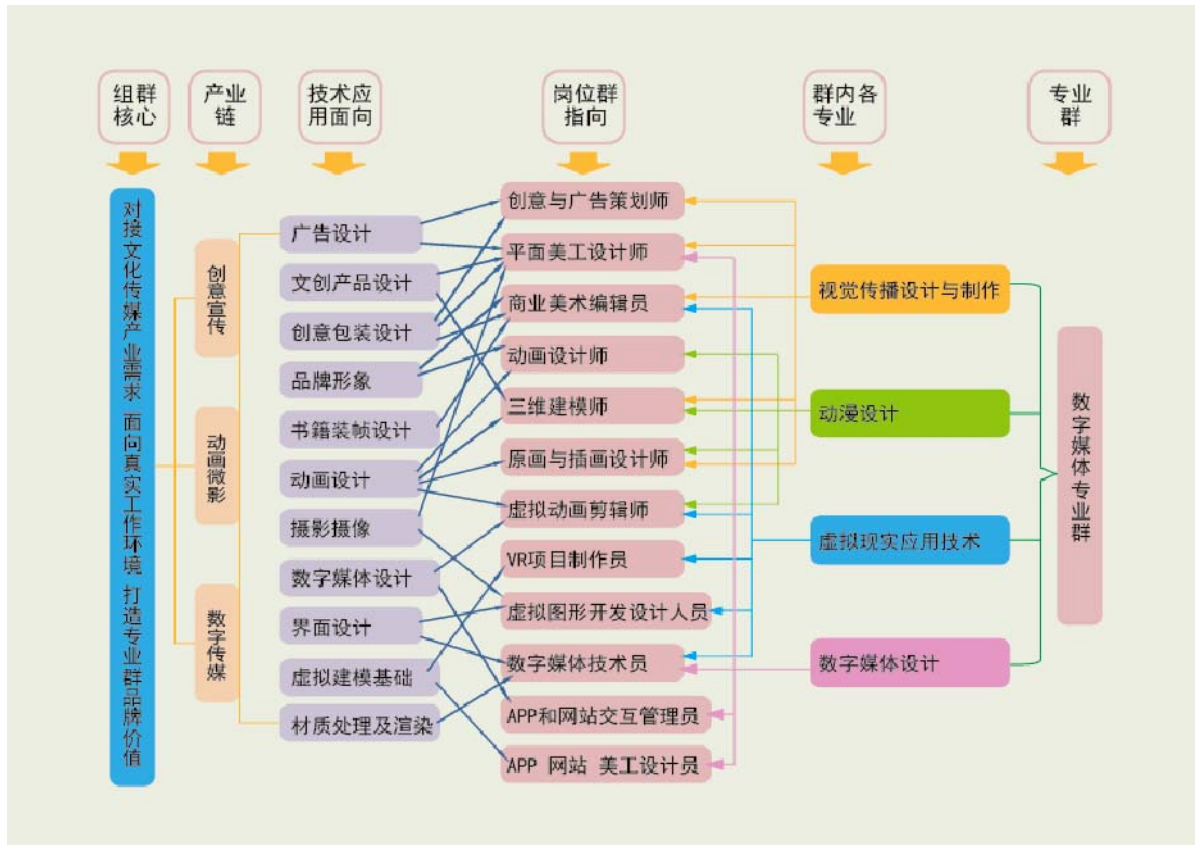 组群
核心
产业
链
技术应
用面向
岗位群
指向
群内各
专业
专业
群
对接文化传媒产业需求 面向真实工作环境 打造专业群品牌价值
创意宣传
动画微影
数字传媒
广告设计
文创产品设计
创意包装设计
品牌形象
书籍装帧设计
动画设计
摄影摄像
数字媒体设计
界面设计
虚拟建模基础
材质处理及渲染
创意与广告策划师
平面美工设计师
商业美术编辑员
动画设计师
三维建模师
原画与插画设计师
虚拟动画剪辑师
VR项目制作员
虚拟图形开发设计人员
数字媒体技术员
APP和网站交互管理员
APP 网站 美工设计员
视觉传播设计与制作
动漫设计
虚拟现实应用技术
数字媒体设计
数字媒体专业群